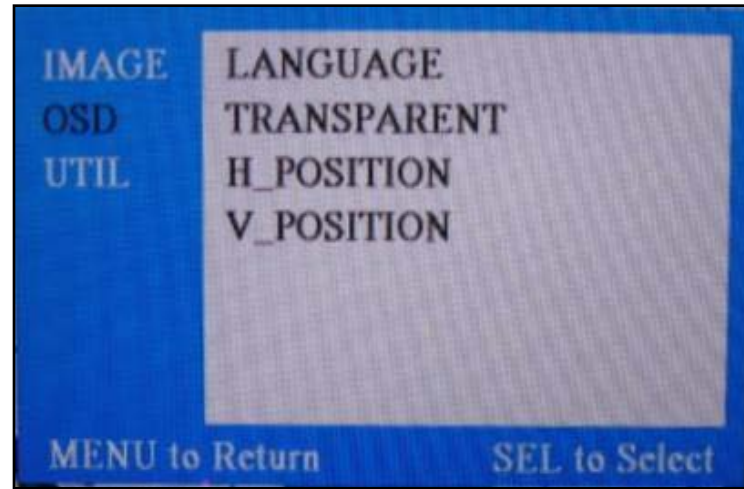 IMAGE LANGUAGE
OSD TRANSPARENT
UTIL H_POSITION
V_POSITION
MENU to Return SEL to Select